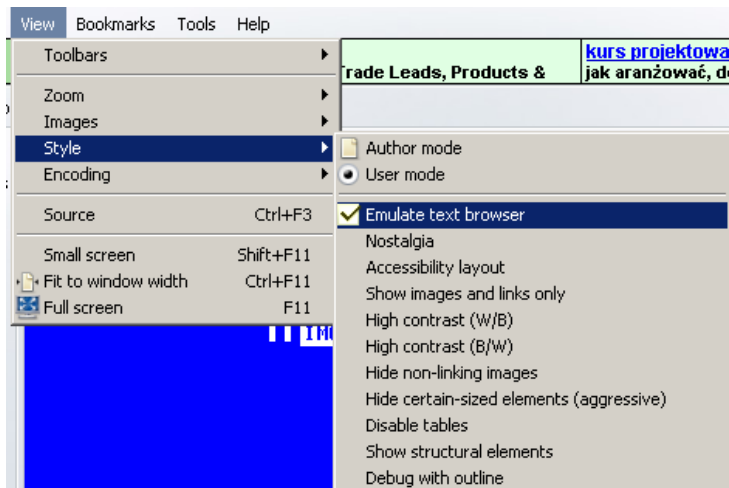 View Bookmarks Tools Help
Toolbars
Trade Leads, Products &
kurs projektowa
jak aranżować, d
Zoom
Images
Style
Encoding
Source Ctrl+F3
Small screen Shift+F11
Fit to window width Ctrl+F11
Full screen F11
Author mode
User mode
Emulate text browser
Nostalgia
Accessibility layout
Show images and links only
High contrast (W/B)
High contrast (B/W)
Hide non-linking images
Hide certain-sized elements (aggressive)
Disable tables
Show structural elements
Debug with outline